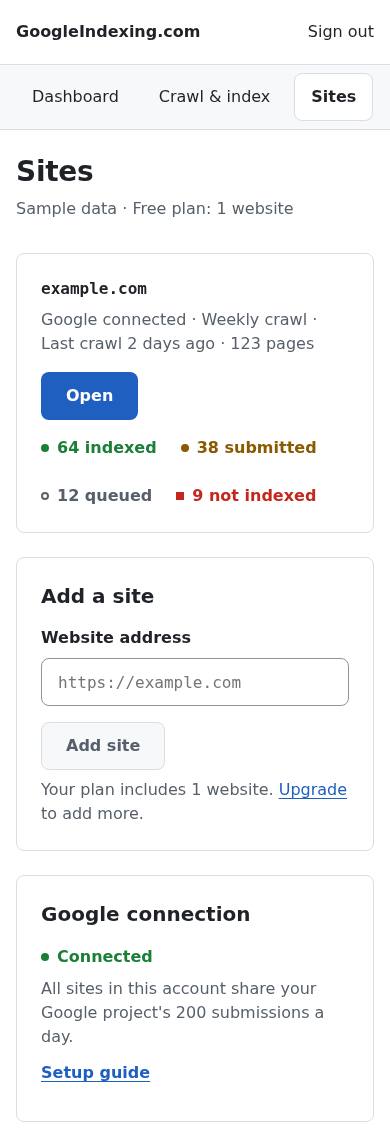 GoogleIndexing.com
Sign out
Dashboard
Crawl & index
Sites
Sites
Sample data · Free plan: 1 website
example.com
Google connected · Weekly crawl ·
Last crawl 2 days ago · 123 pages
Open
64 indexed
38 submitted
12 queued
9 not indexed
Add a site
Website address
https://example.com
Add site
Your plan includes 1 website. Upgrade
to add more.
Google connection
Connected
All sites in this account share your
Google project's 200 submissions a
day.
Setup guide